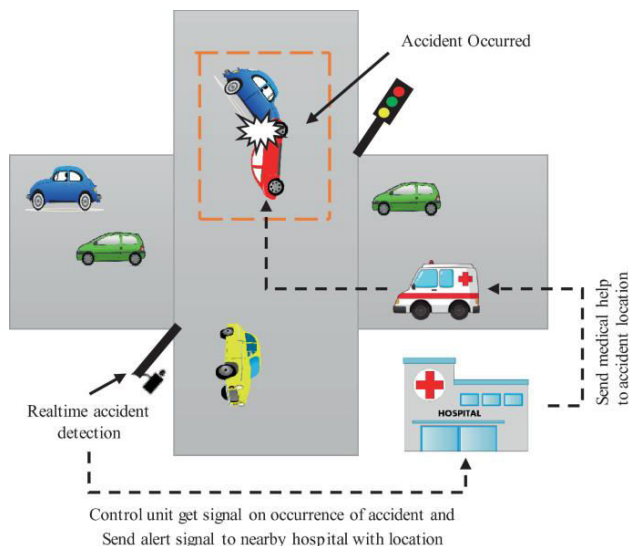 Accident Occurred
Send medical help
to accident location
HOSPITAL
Realtime accident
detection
Control unit get signal on occurrence of accident and
Send alert signal to nearby hospital with location